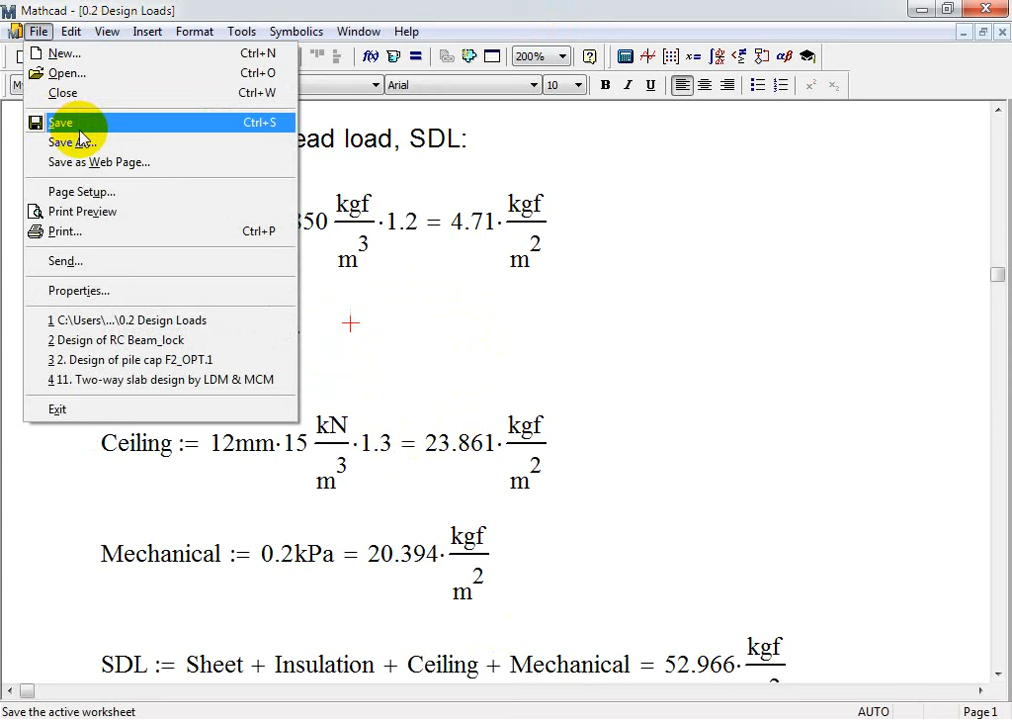 Mathcad - [0.2 Design Loads]
File Edit View Insert Format Tools Symbolics Window Help
200%
Arial 10 B I U
New... Ctrl+N
Open... Ctrl+O
Close Ctrl+W
Save Ctrl+S
Save As...
Save as Web Page...
Page Setup...
Print Preview
Print... Ctrl+P
Send...
Properties...
1 C:\Users\...\0.2 Design Loads
2 Design of RC Beam_lock
3 2. Design of pile cap F2_OPT.1
4 11. Two-way slab design by LDM & MCM
Exit
ead load, SDL:
850 kgf/m^3 · 1.2 = 4.71 · kgf/m^2
Ceiling := 12mm · 15 kN/m^3 · 1.3 = 23.861 · kgf/m^2
Mechanical := 0.2kPa = 20.394 · kgf/m^2
SDL := Sheet + Insulation + Ceiling + Mechanical = 52.966 · kgf
Save the active worksheet AUTO Page 1